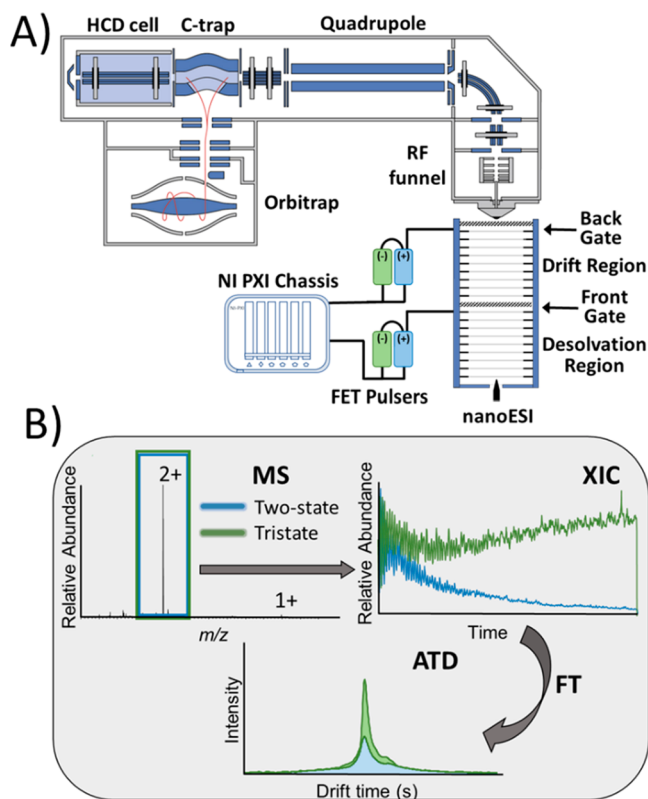 A)
HCD cell
C-trap
Quadrupole
RF
funnel
Orbitrap
Back
Gate
(-)
(+)
Drift Region
NI PXI Chassis
NI PXI
Front
Gate
(-)
(+)
Desolvation
Region
FET Pulsers
nanoESI
B)
MS
XIC
2+
Two-state
Tristate
1+
Relative Abundance
m/z
Relative Abundance
Time
ATD
FT
Intensity
Drift time (s)